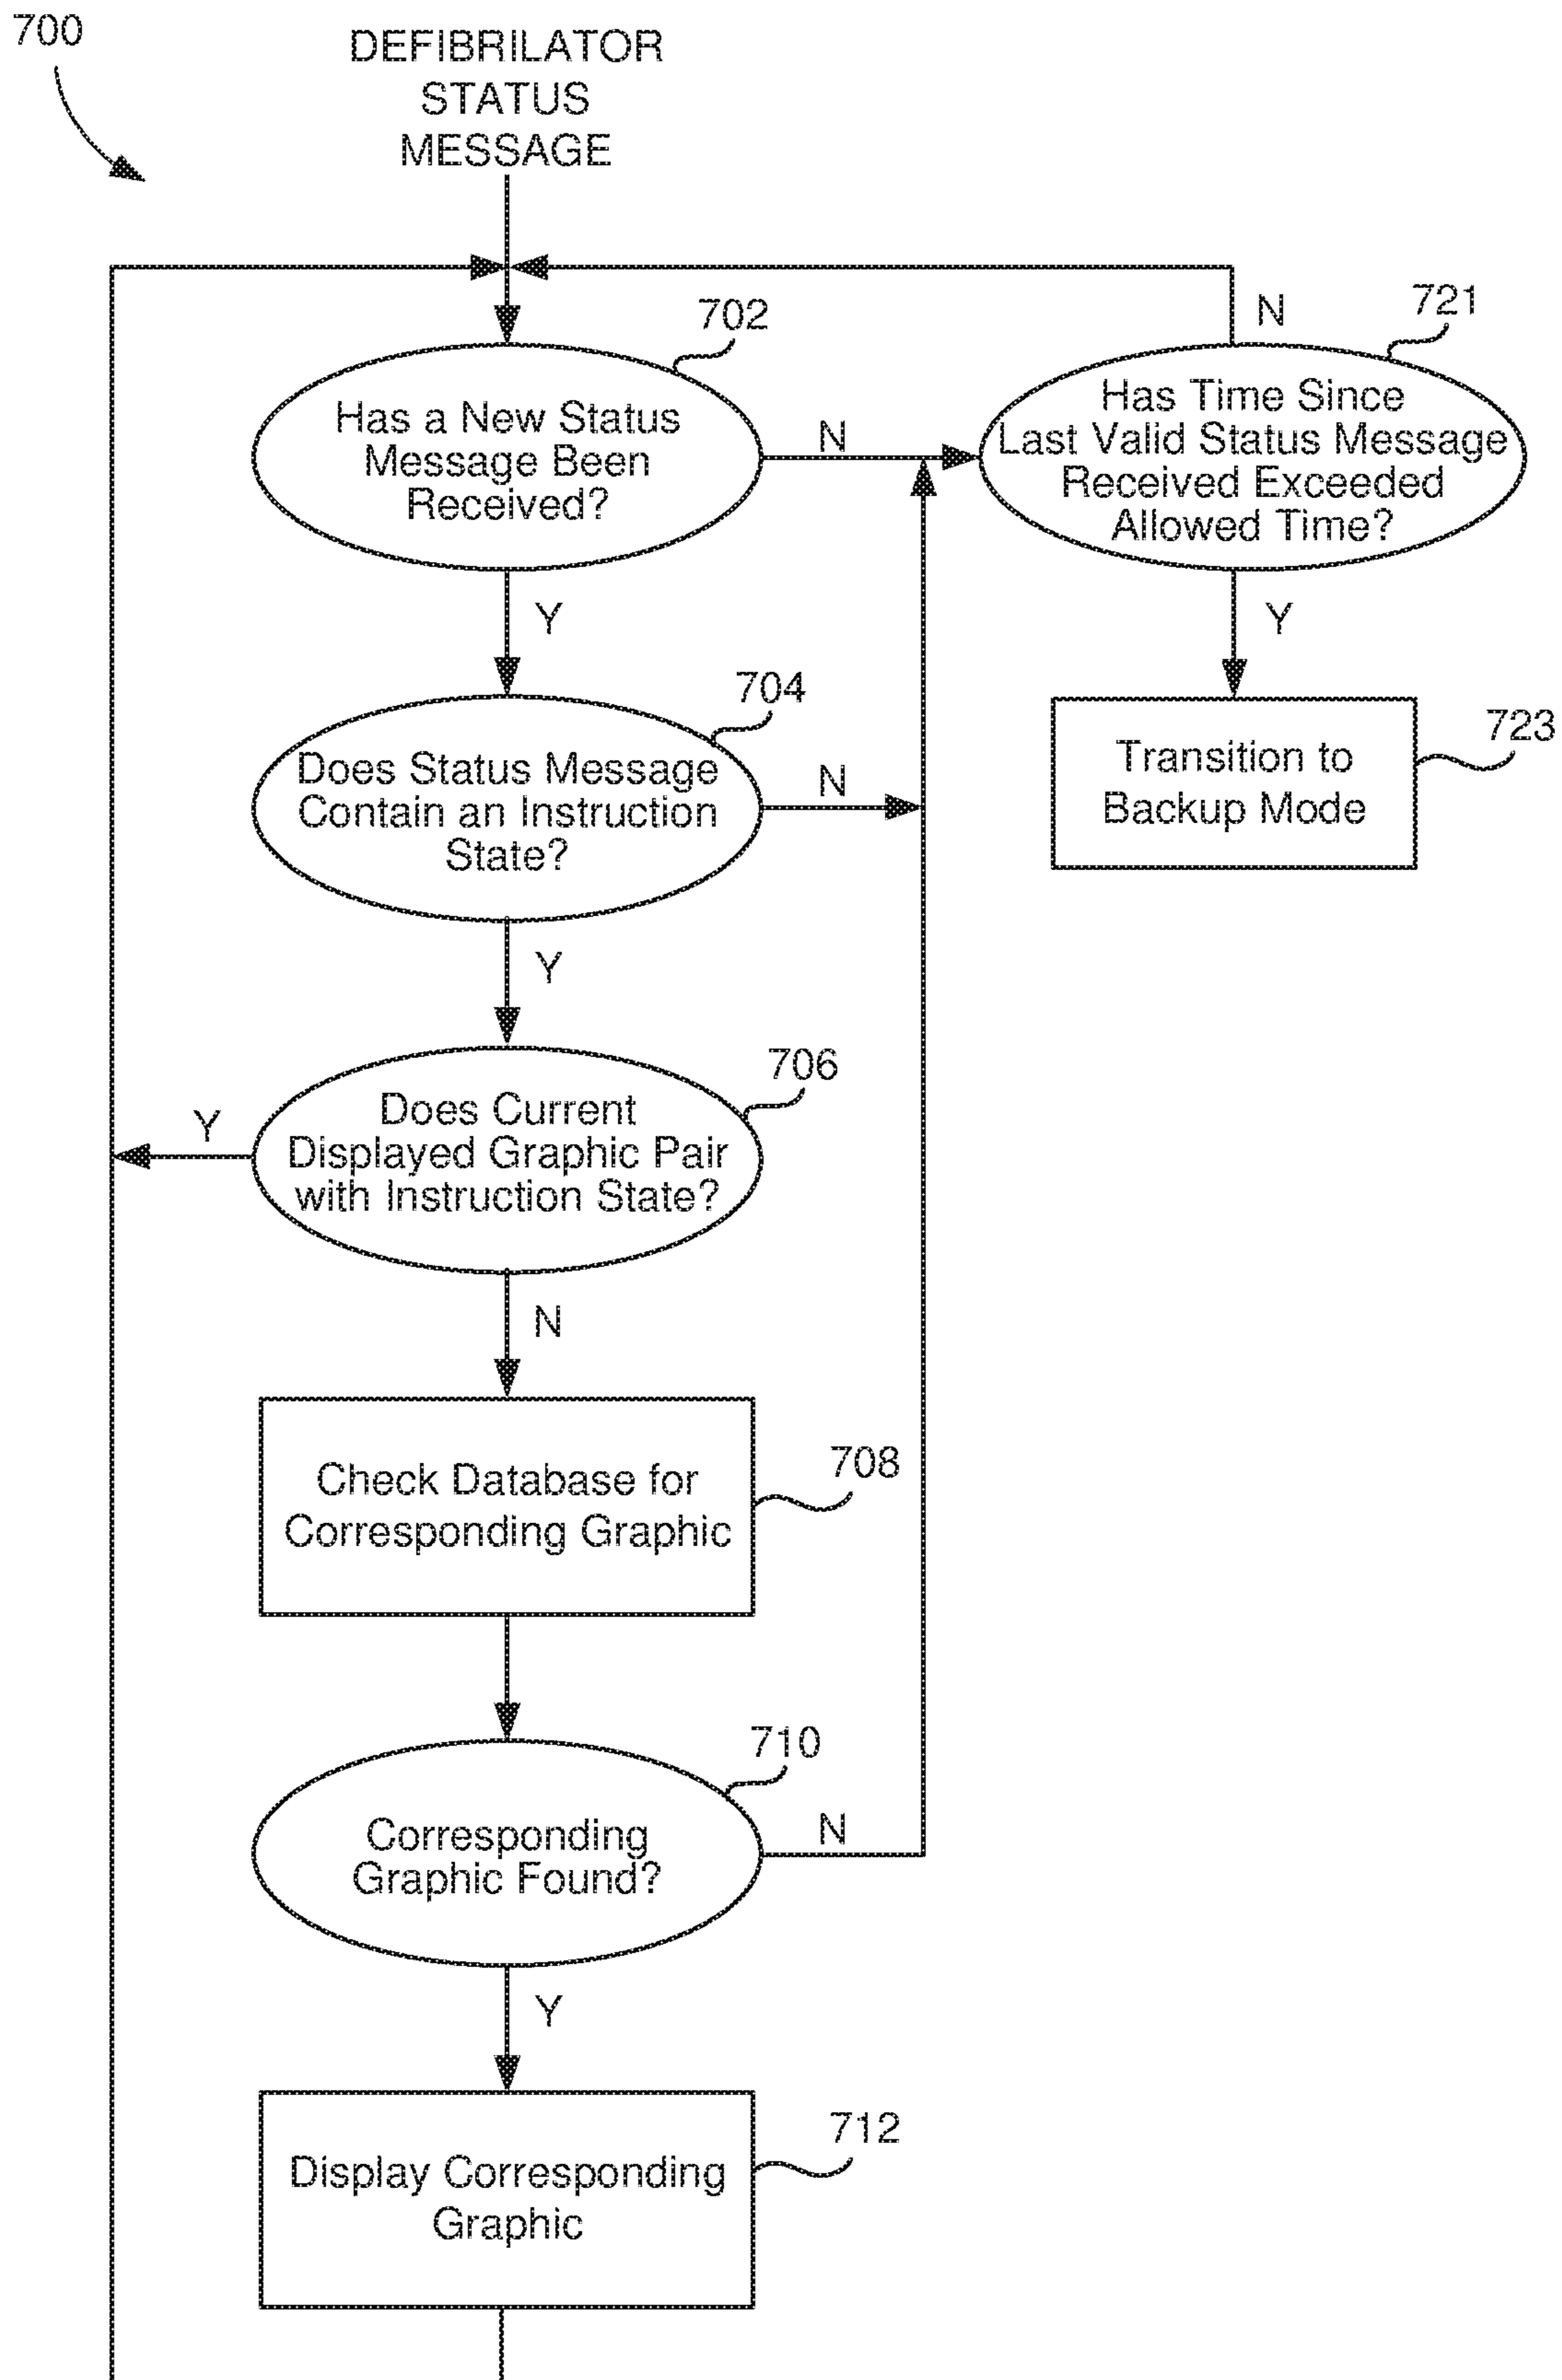 700
DEFIBRILATOR
STATUS
MESSAGE
702
Has a New Status
Message Been
Received?
N
Y
721
N
Has Time Since
Last Valid Status Message
Received Exceeded
Allowed Time?
Y
723
Transition to
Backup Mode
704
Does Status Message
Contain an Instruction
State?
N
Y
706
Does Current
Displayed Graphic Pair
with Instruction State?
Y
N
708
Check Database for
Corresponding Graphic
710
Corresponding
Graphic Found?
N
Y
712
Display Corresponding
Graphic